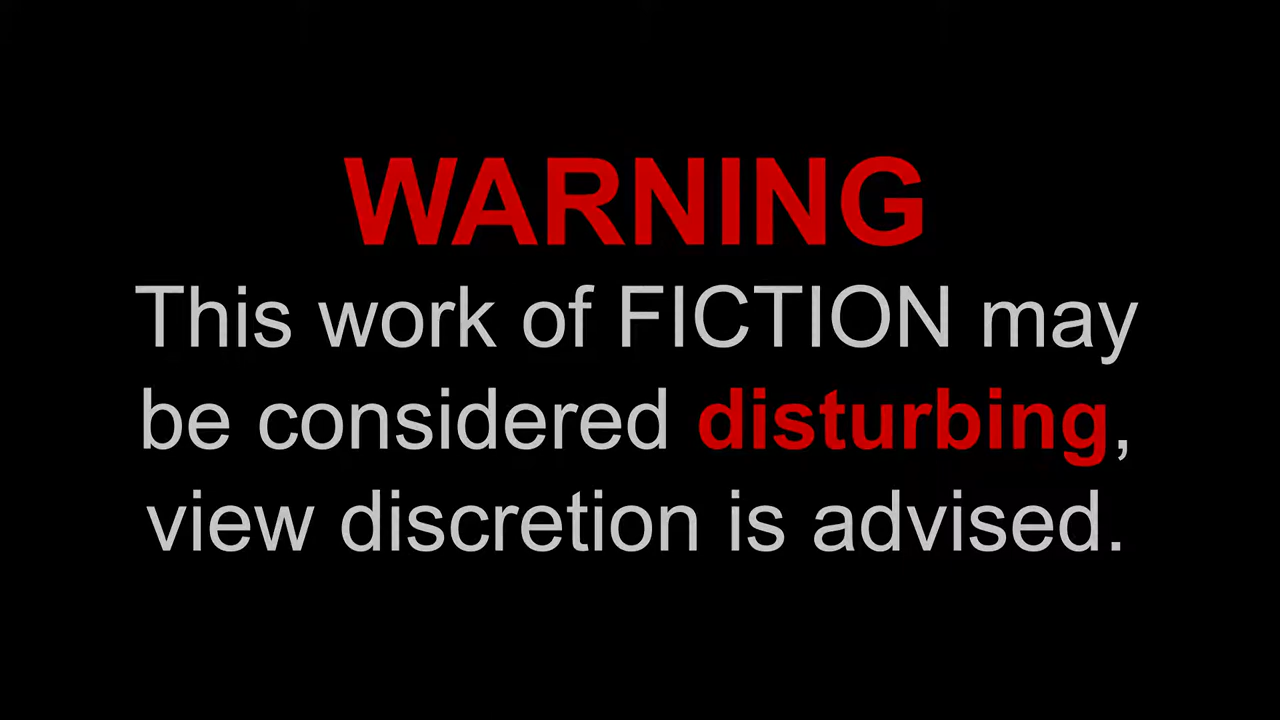 WARNING
This work of FICTION may
be considered disturbing,
view discretion is advised.